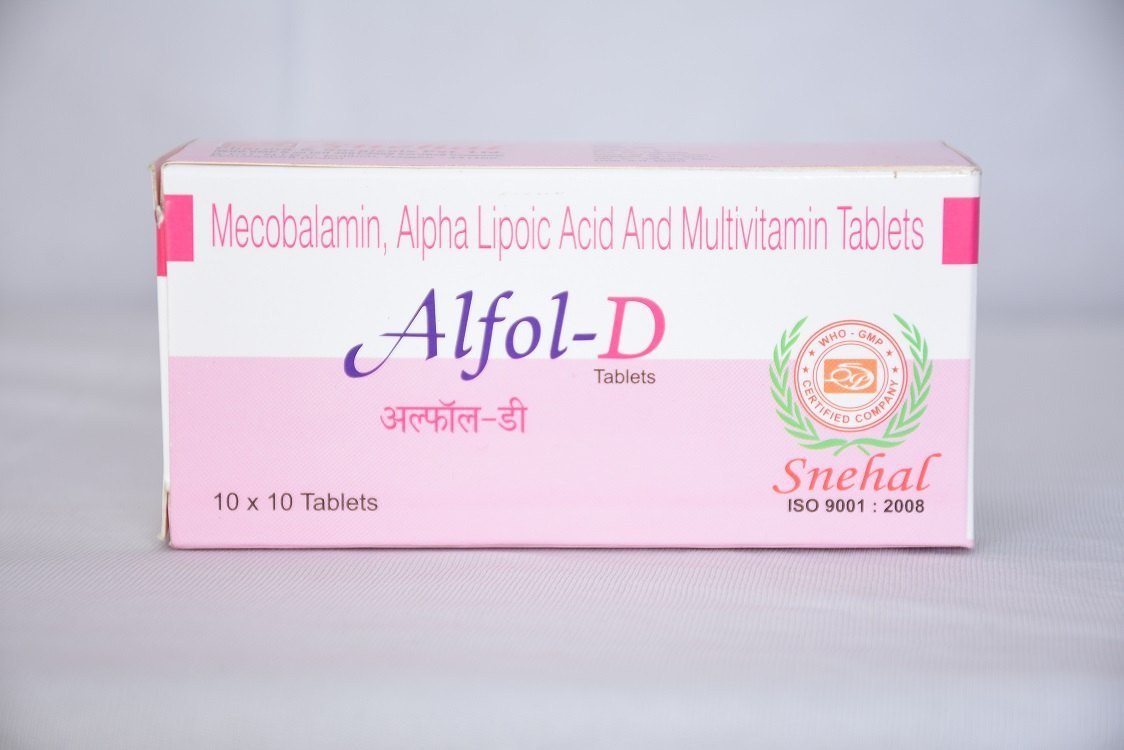 Mecobalamin, Alpha Lipoic Acid And Multivitamin Tablets
Alfol-D
Tablets
अल्फॉल-डी
10 x 10 Tablets
WHO - GMP
CERTIFIED COMPANY
Snehal
ISO 9001 : 2008